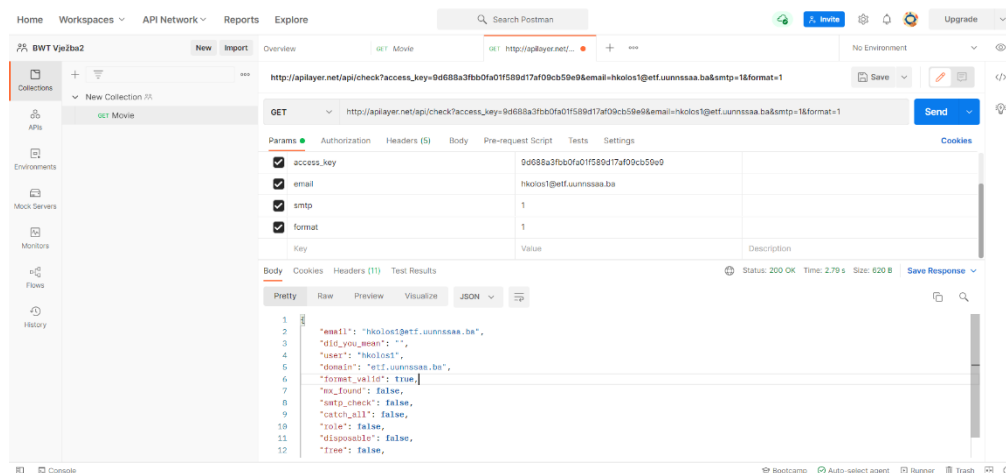 Home Workspaces API Network Reports Explore Search Postman Invite Upgrade
BWT Vježba2 New Import Overview GET Movie GET http://apilayer.net/... + No Environment
Collections
APIs
Environments
Mock Servers
Monitors
Flows
History
New Collection
GET Movie
http://apilayer.net/api/check?access_key=9d688a3fbb0fa01f589d17af09cb59e9&email=hkolos1@etf.uunnssaa.ba&smtp=1&format=1 Save
GET http://apilayer.net/api/check?access_key=9d688a3fbb0fa01f589d17af09cb59e9&email=hkolos1@etf.uunnssaa.ba&smtp=1&format=1 Send
Params Authorization Headers (5) Body Pre-request Script Tests Settings Cookies
access_key 9d688a3fbb0fa01f589d17af09cb59e9
email hkolos1@etf.uunnssaa.ba
smtp 1
format 1
Key Value Description
Body Cookies Headers (11) Test Results Status: 200 OK Time: 2.79 s Size: 620 B Save Response
Pretty Raw Preview Visualize JSON
1 {
2 "email": "hkolos1@etf.uunnssaa.ba",
3 "did_you_mean": "",
4 "user": "hkolos1",
5 "domain": "etf.uunnssaa.ba",
6 "format_valid": true,
7 "mx_found": false,
8 "smtp_check": false,
9 "catch_all": false,
10 "role": false,
11 "disposable": false,
12 "free": false,
Console Bootcamp Auto-select agent Runner Trash